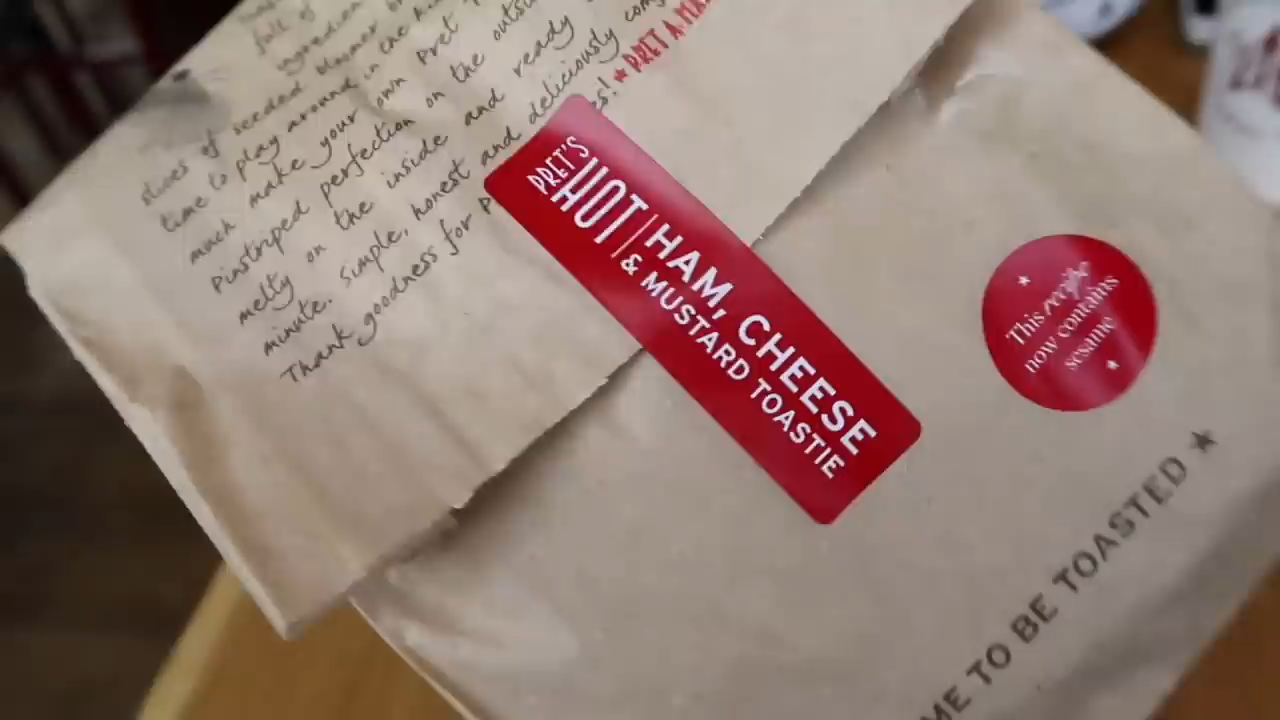 full of
slices of seeded bloomer
time to play around in the
much make your own Pret
Pinstriped perfection on the outside
melty on the inside and ready
minute. Simple, honest and deliciously
Thank goodness for
★ PRET A MA
PRET'S
HOT
HAM, CHEESE
& MUSTARD TOASTIE
This recipe
now contains
sesame
ME TO BE TOASTED ★